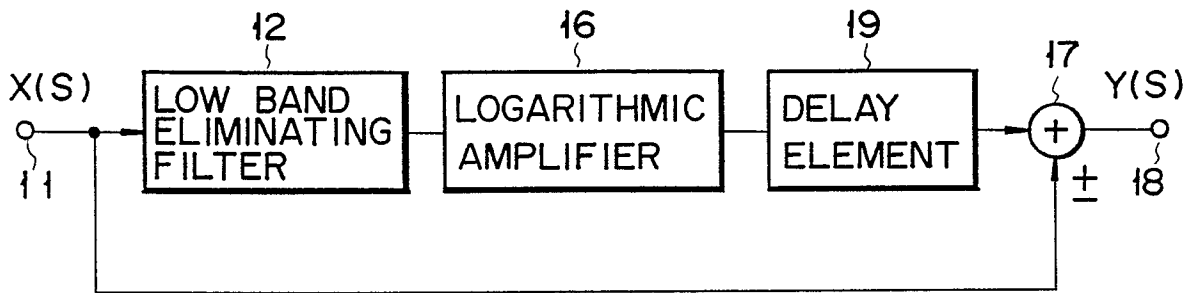 12
16
19
17
X(S)
LOW BAND
ELIMINATING
FILTER
LOGARITHMIC
AMPLIFIER
DELAY
ELEMENT
+
Y(S)
11
±
18